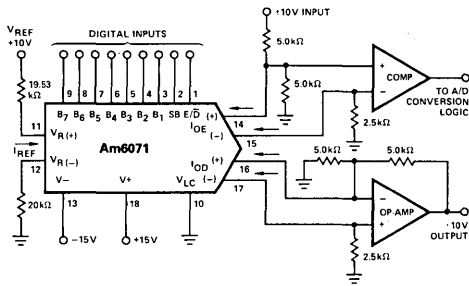 VREF
+10V
DIGITAL INPUTS
+10V INPUT
5.0kΩ
19.53
kΩ
9 8 7 6 5 4 3 2 1
B7 B6 B5 B4 B3 B2 B1 SB E/D̅
5.0kΩ
+
COMP
−
TO A/D
CONVERSION
LOGIC
11
VR(+)
IREF
12
VR(−)
Am6071
(+)
IOE
(−)
14
15
2.5kΩ
(+)
IOD
(−)
16
17
5.0kΩ
5.0kΩ
20kΩ
V−
V+
VLC
13
18
10
−15V
+15V
−
OP-AMP
+
±10V
OUTPUT
2.5kΩ